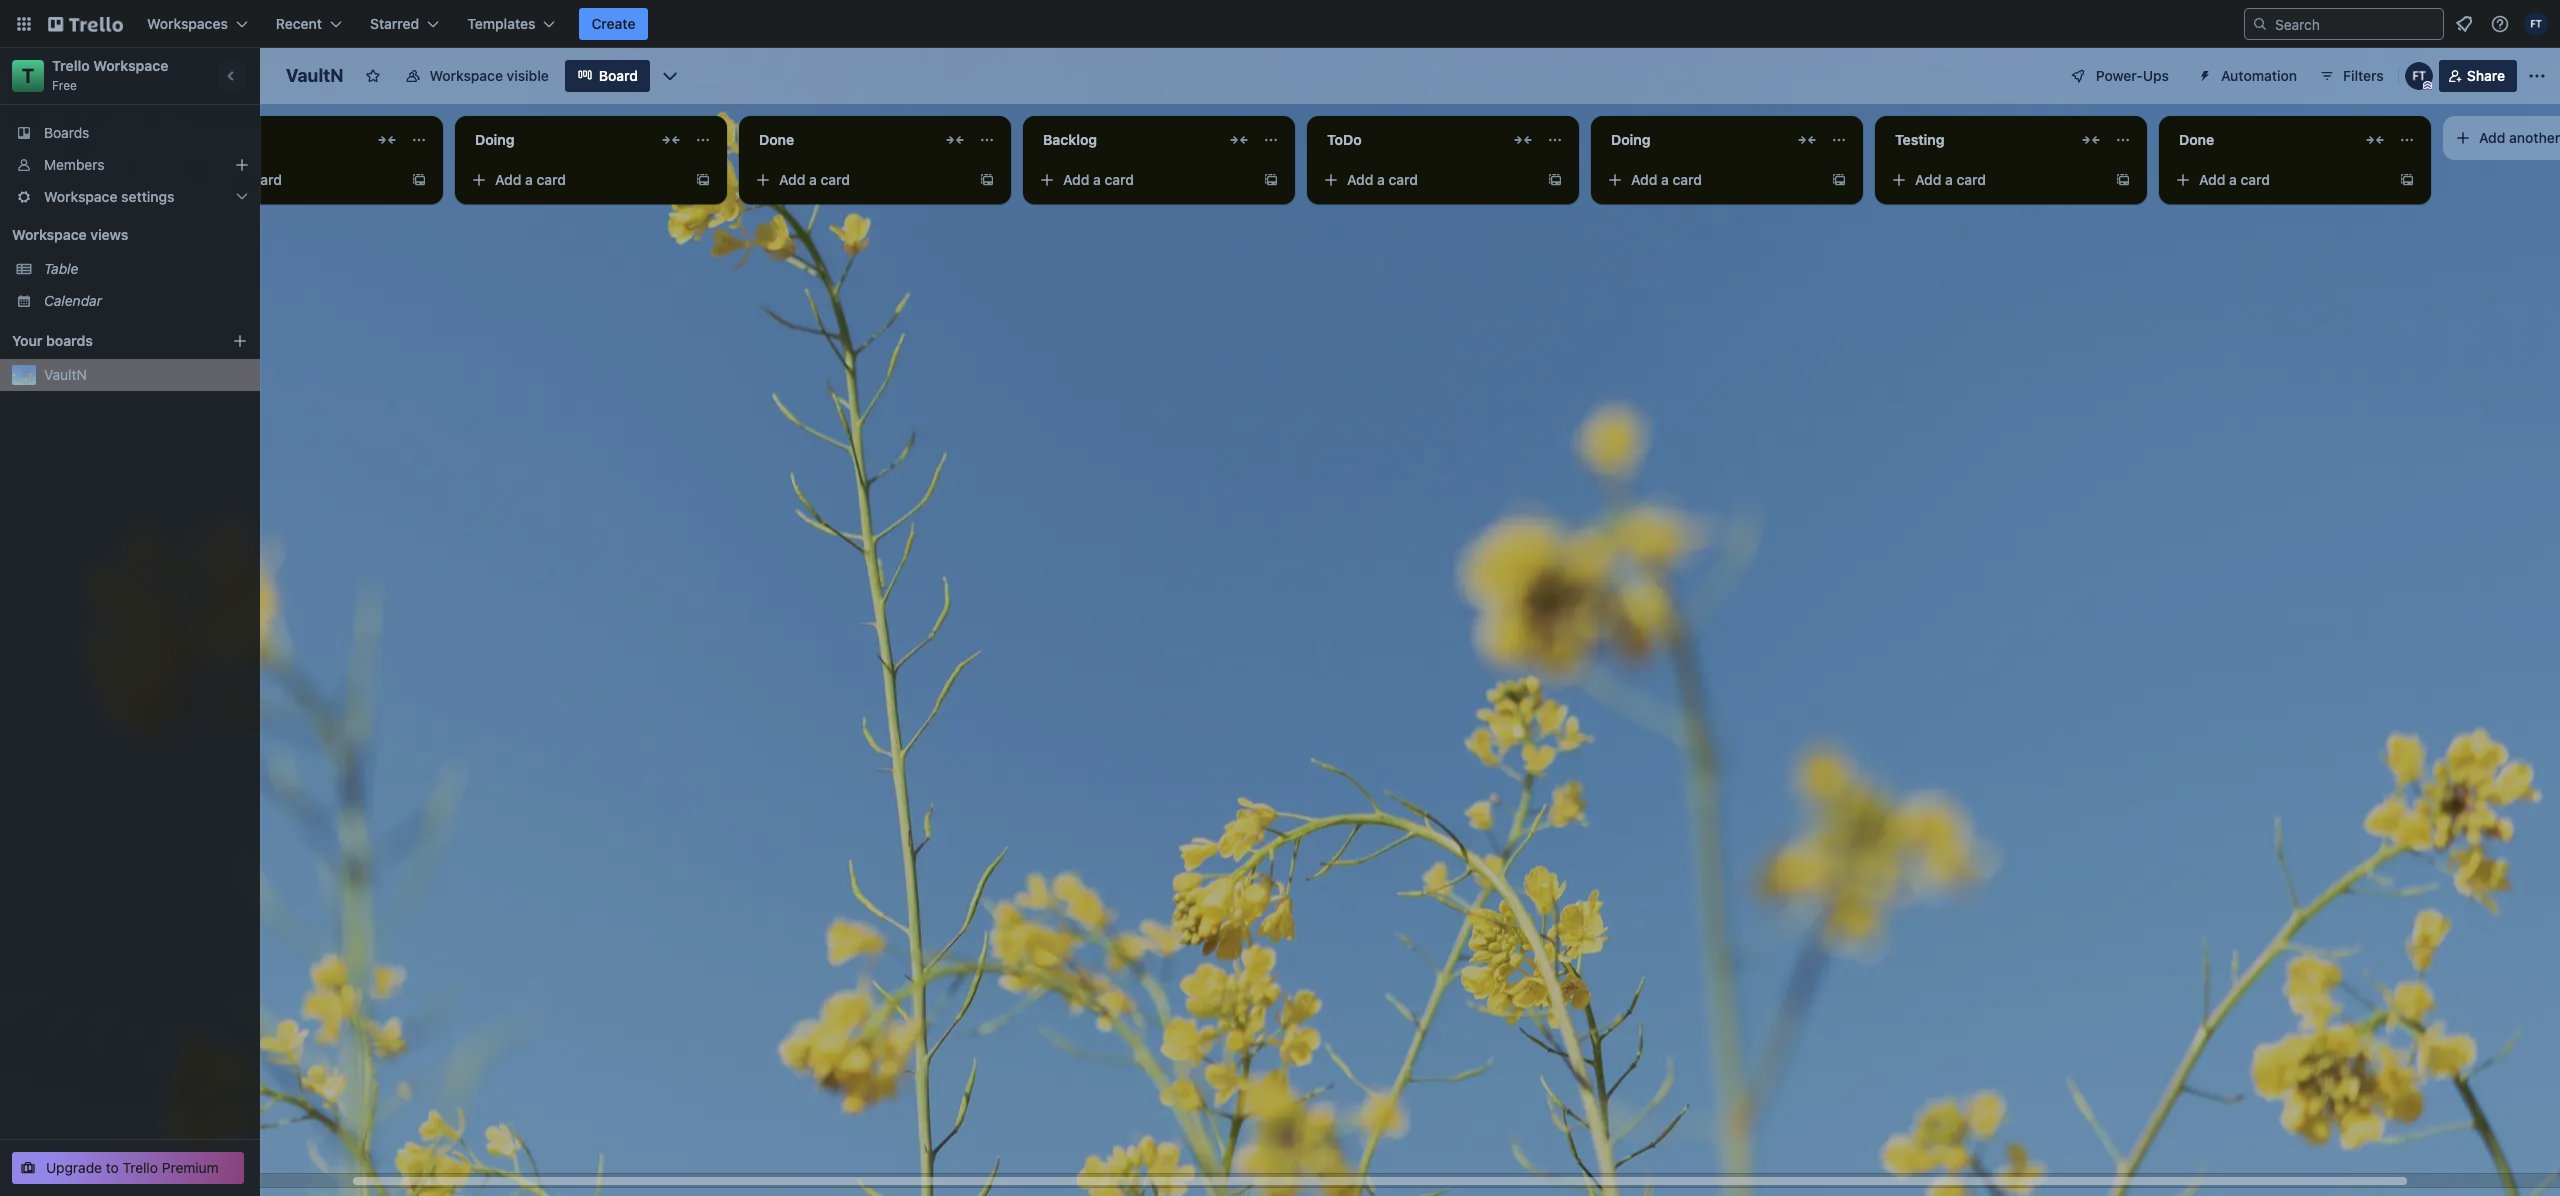 Trello
Workspaces
Recent
Starred
Templates
Create
Search
FT
T
Trello Workspace
Free
VaultN
Workspace visible
Board
Power-Ups
Automation
Filters
FT
Share
Boards
Members
Workspace settings
Workspace views
Table
Calendar
Your boards
VaultN
Upgrade to Trello Premium
ard
Doing
Add a card
Done
Add a card
Backlog
Add a card
ToDo
Add a card
Doing
Add a card
Testing
Add a card
Done
Add a card
Add another